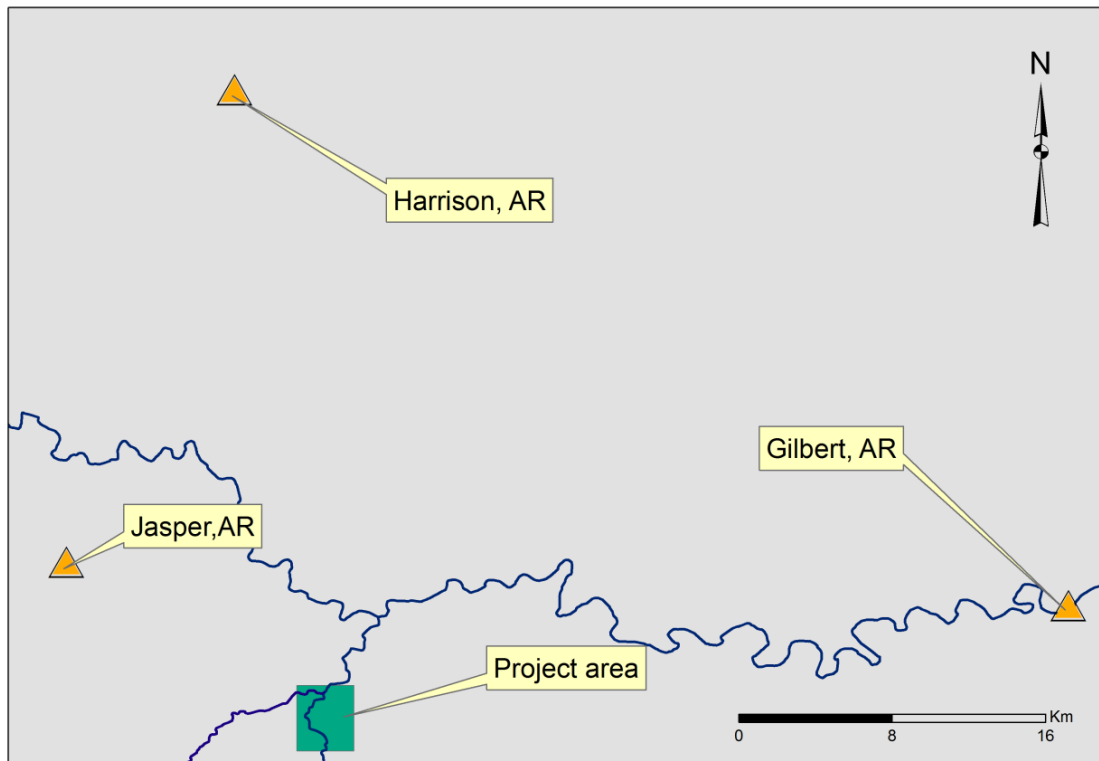 N
Harrison, AR
Gilbert, AR
Jasper,AR
Project area
Km
0 8 16